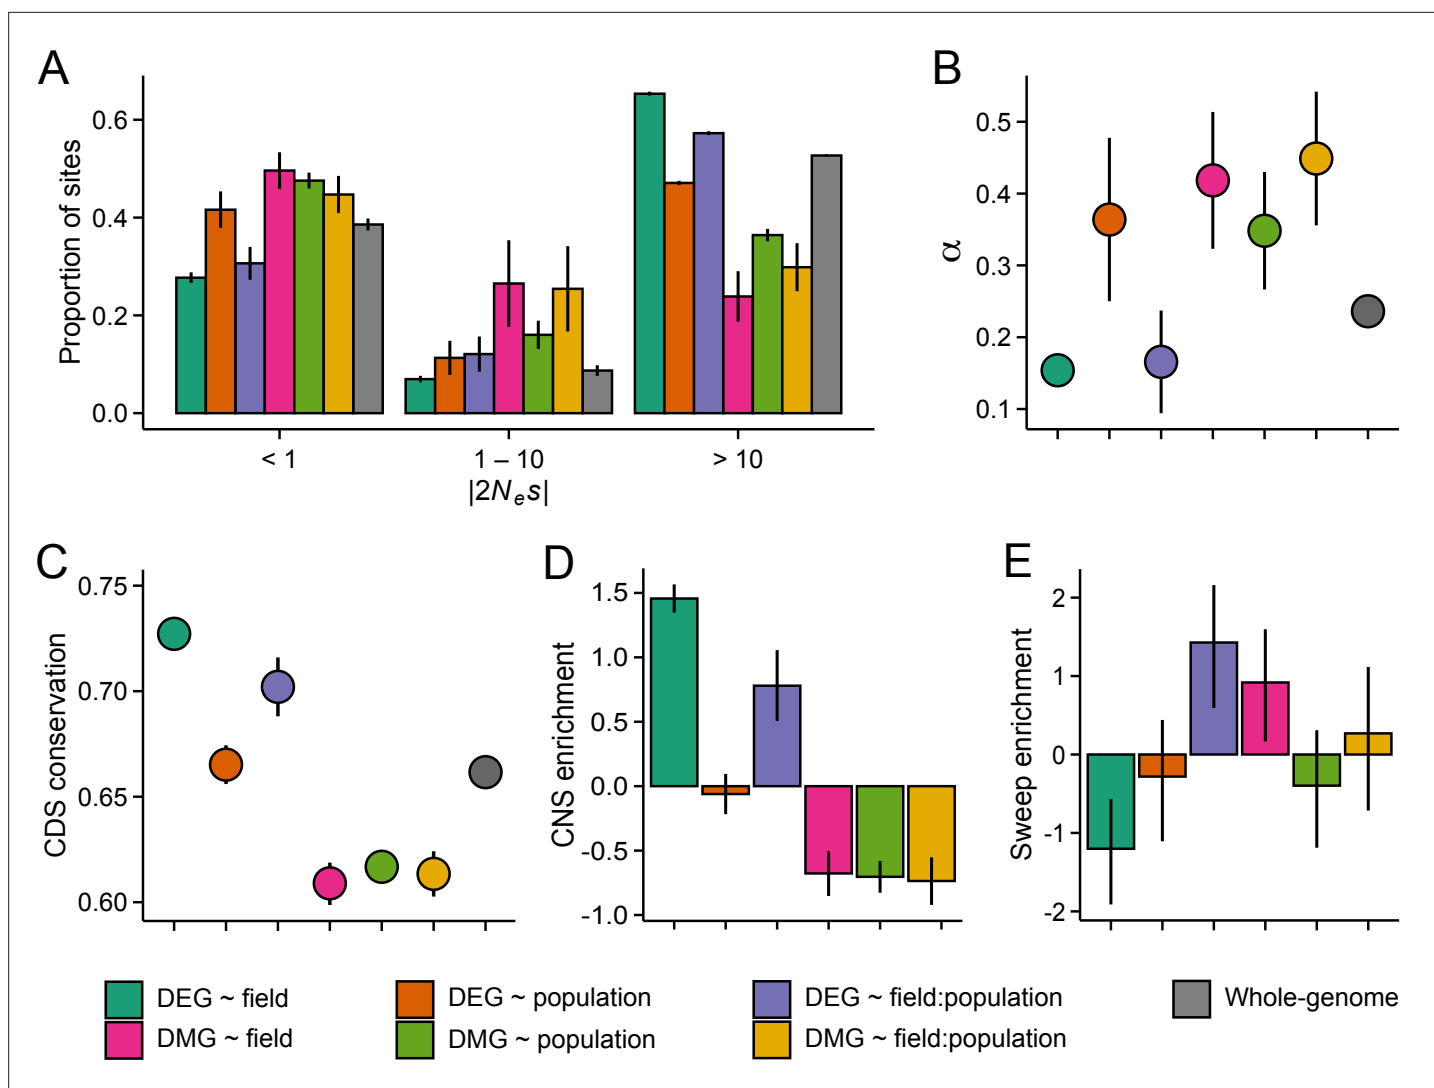 A
Proportion of sites
0.6
0.4
0.2
0.0
< 1
1 – 10
> 10
|2Nes|
B
α
0.5
0.4
0.3
0.2
0.1
C
CDS conservation
0.75
0.70
0.65
0.60
D
CNS enrichment
1.5
1.0
0.5
0.0
-0.5
-1.0
E
Sweep enrichment
2
1
0
-1
-2
DEG ~ field
DEG ~ population
DEG ~ field:population
Whole-genome
DMG ~ field
DMG ~ population
DMG ~ field:population